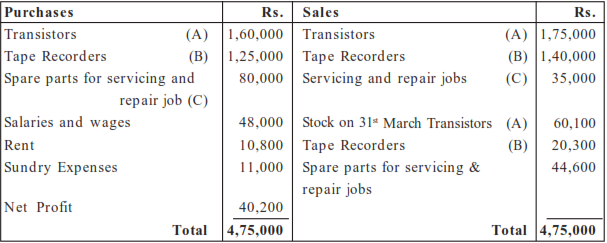 Purchases Rs. Sales Rs.
Transistors (A) 1,60,000 Transistors (A) 1,75,000
Tape Recorders (B) 1,25,000 Tape Recorders (B) 1,40,000
Spare parts for servicing and 80,000 Servicing and repair jobs (C) 35,000
repair job (C)
Salaries and wages 48,000 Stock on 31st March Transistors (A) 60,100
Rent 10,800 Tape Recorders (B) 20,300
Sundry Expenses 11,000 Spare parts for servicing & 44,600
repair jobs
Net Profit 40,200
Total 4,75,000 Total 4,75,000